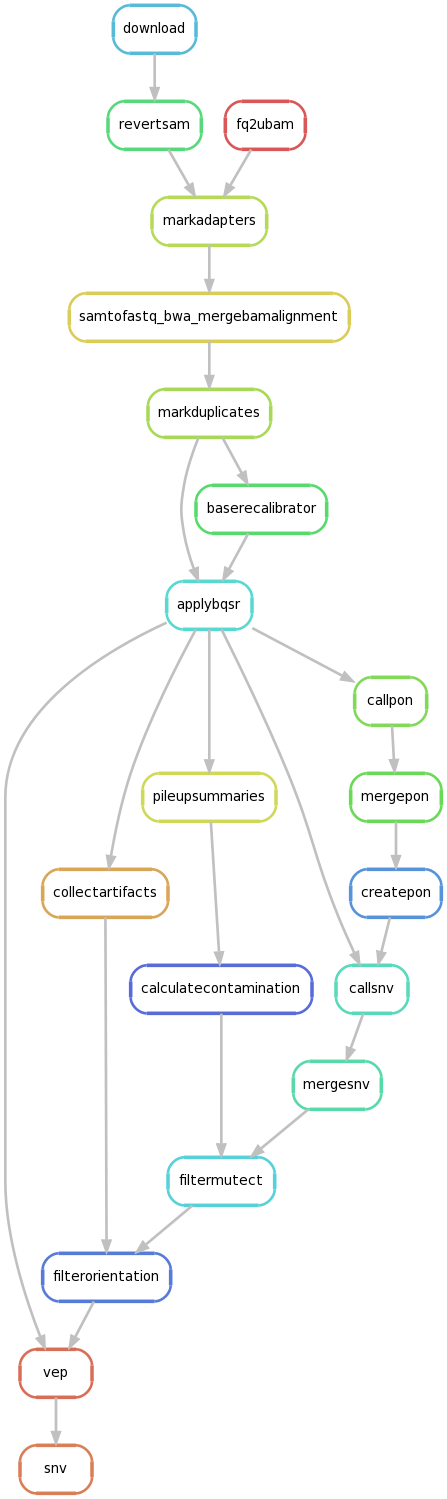 download
revertsam
fq2ubam
markadapters
samtofastq_bwa_mergebamalignment
markduplicates
baserecalibrator
applybqsr
callpon
pileupsummaries
mergepon
collectartifacts
createpon
calculatecontamination
callsnv
mergesnv
filtermutect
filterorientation
vep
snv